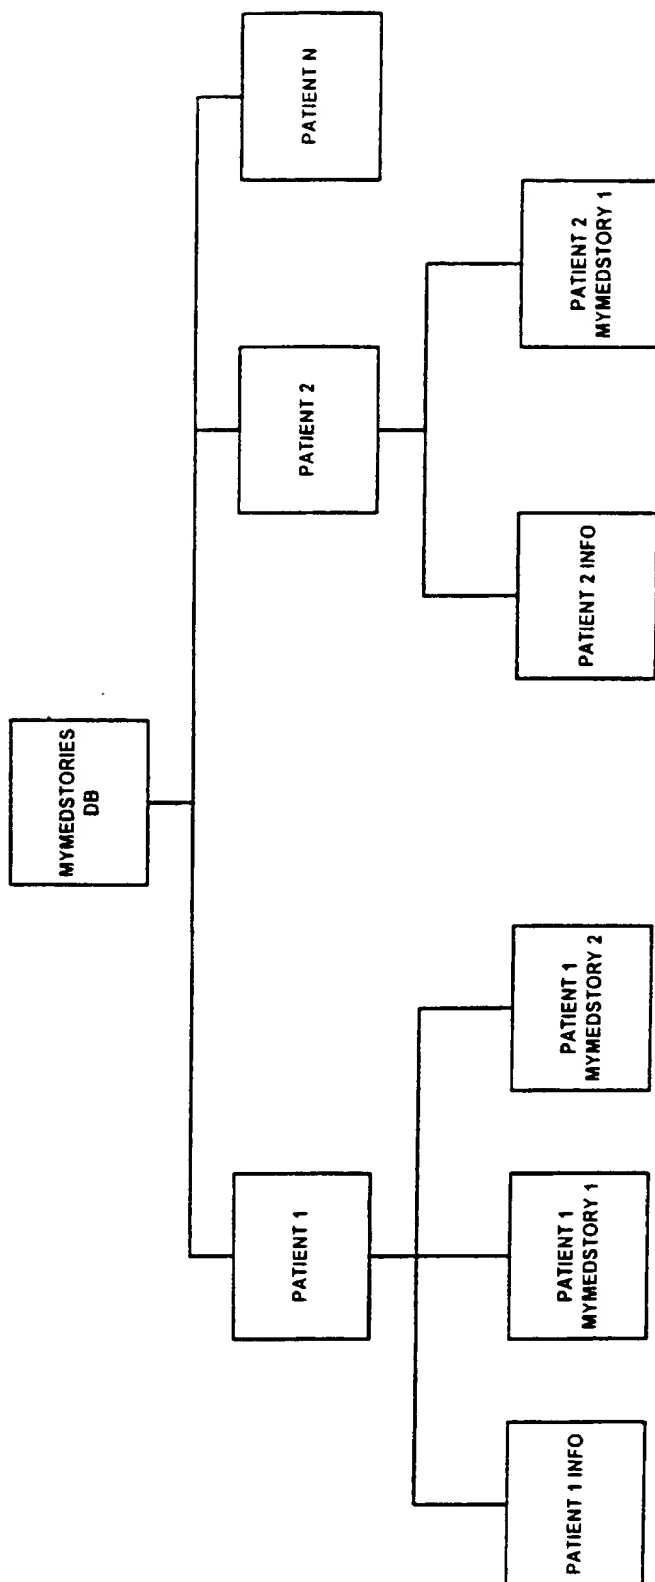 MYMEDSTORIES
DB
PATIENT 1
PATIENT 2
PATIENT N
PATIENT 1 INFO
PATIENT 1
MYMEDSTORY 1
PATIENT 1
MYMEDSTORY 2
PATIENT 2 INFO
PATIENT 2
MYMEDSTORY 1